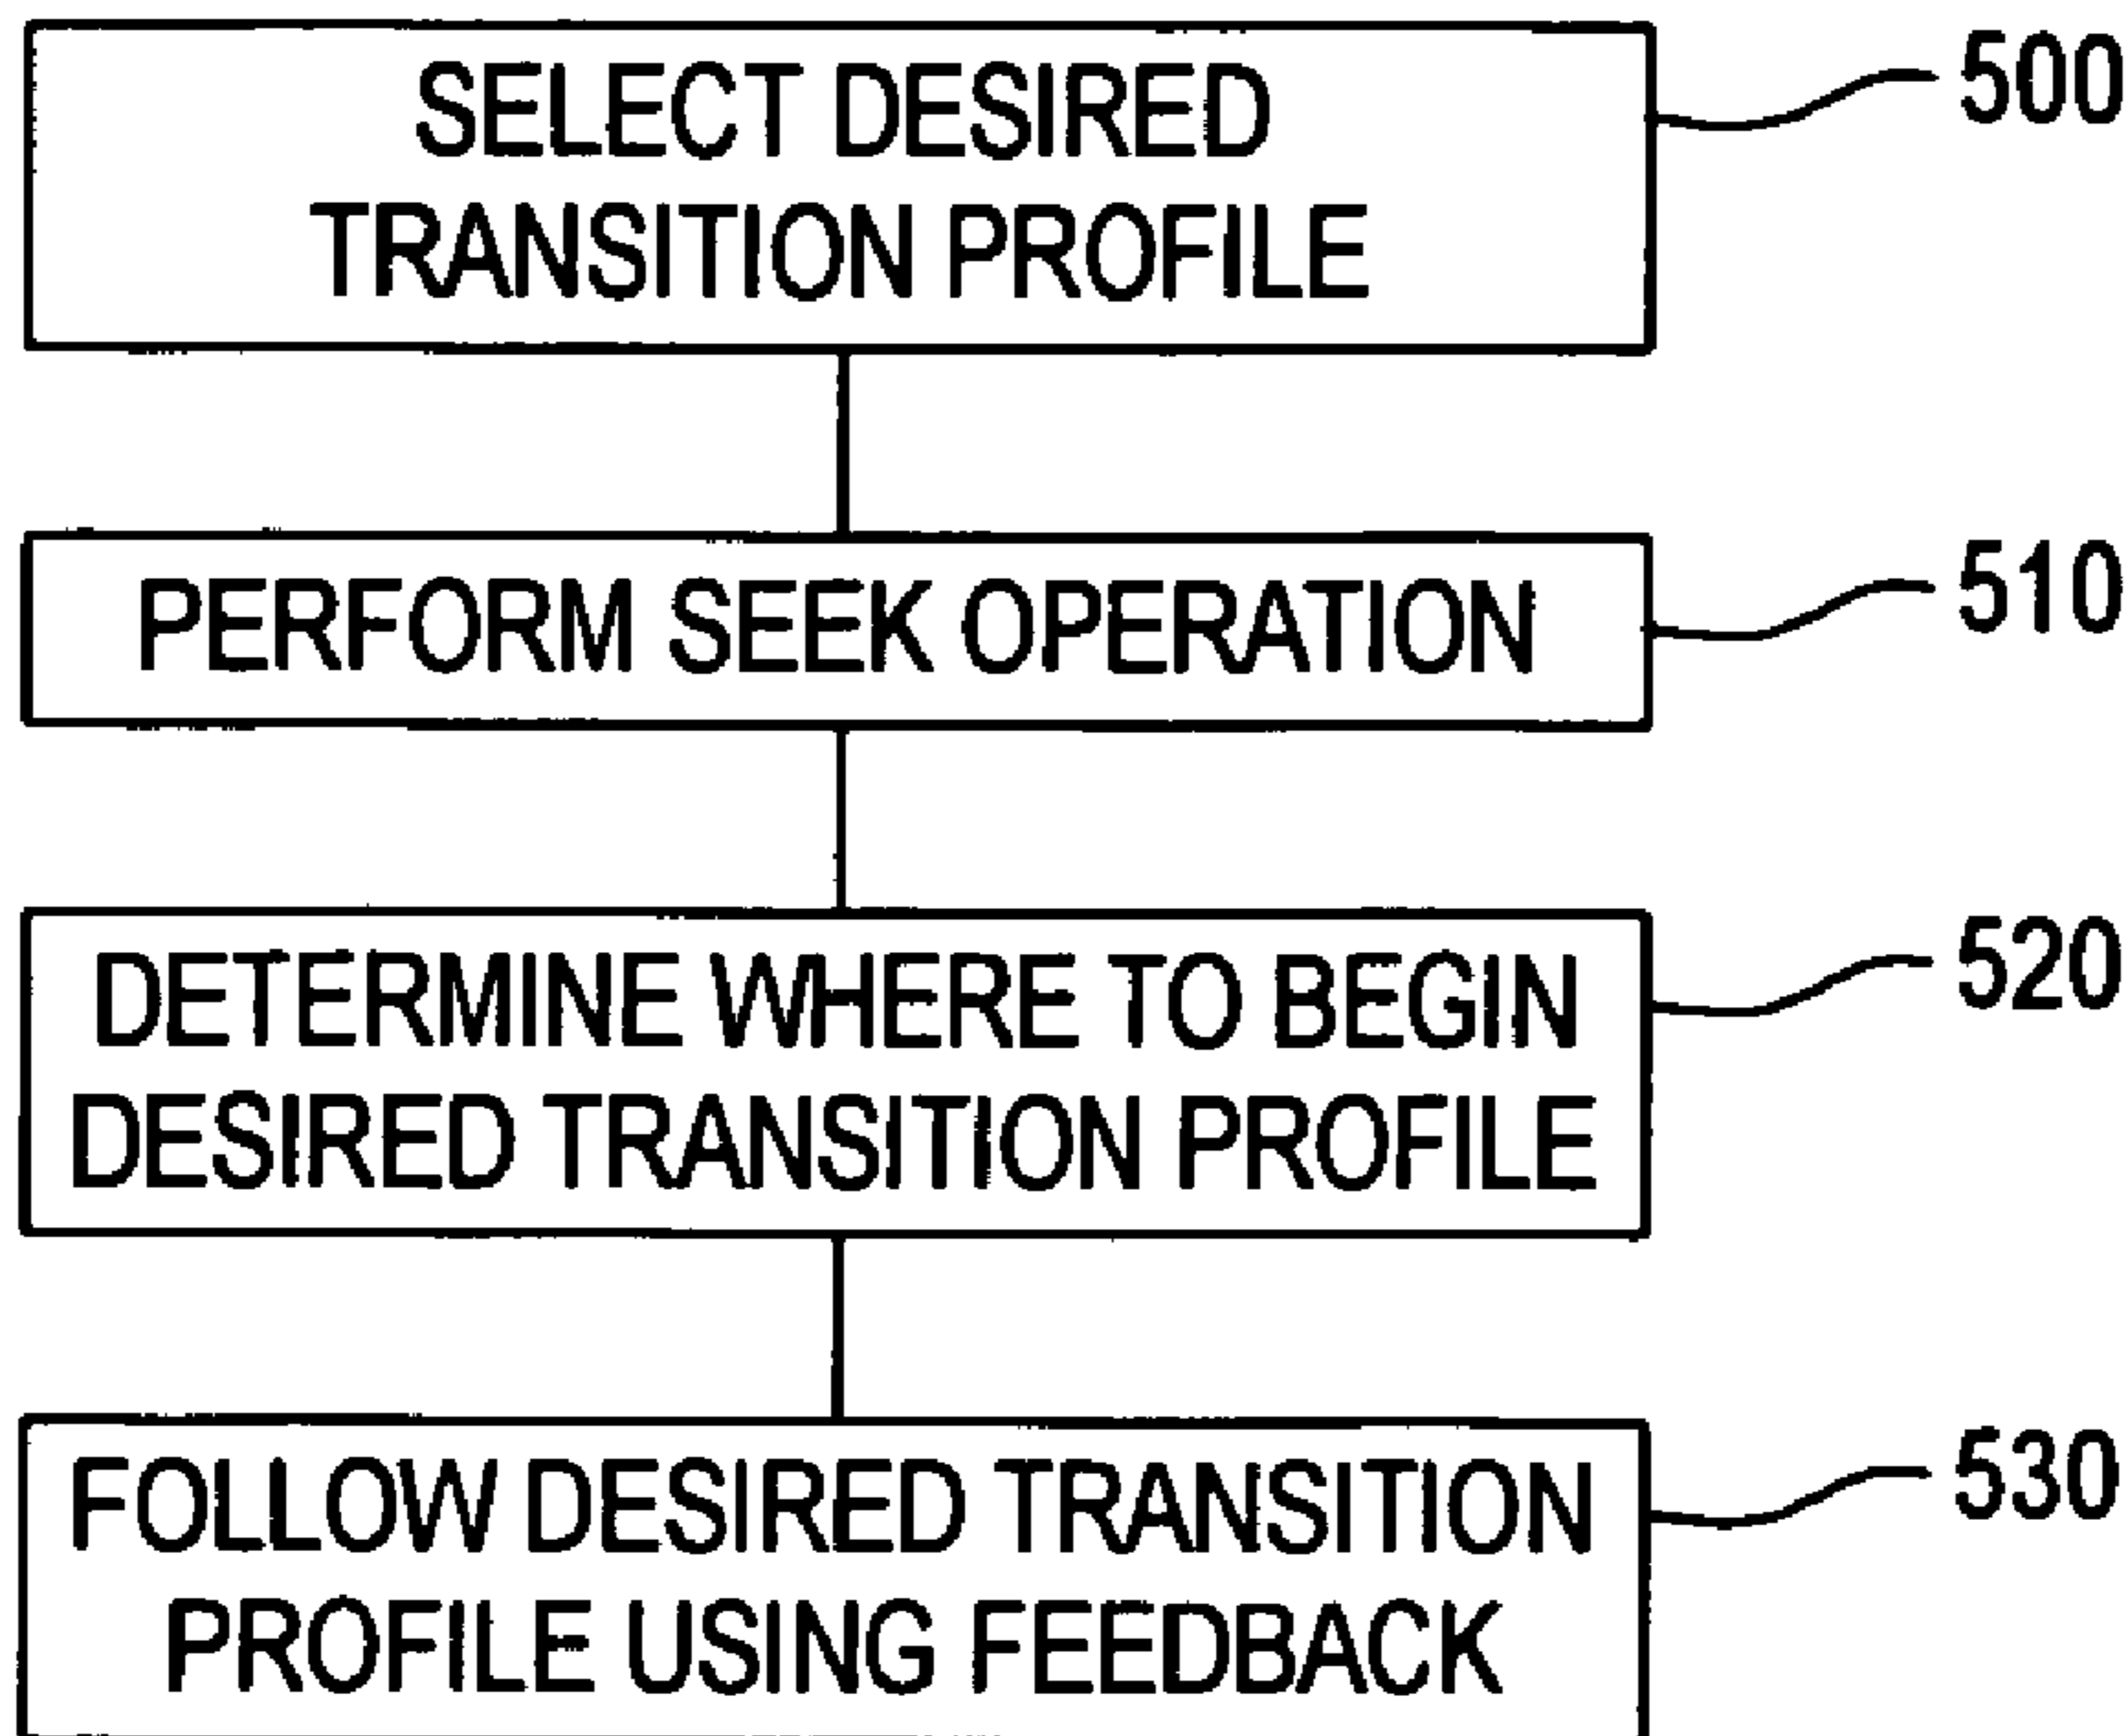 SELECT DESIRED
TRANSITION PROFILE
500
PERFORM SEEK OPERATION
510
DETERMINE WHERE TO BEGIN
DESIRED TRANSITION PROFILE
520
FOLLOW DESIRED TRANSITION
PROFILE USING FEEDBACK
530